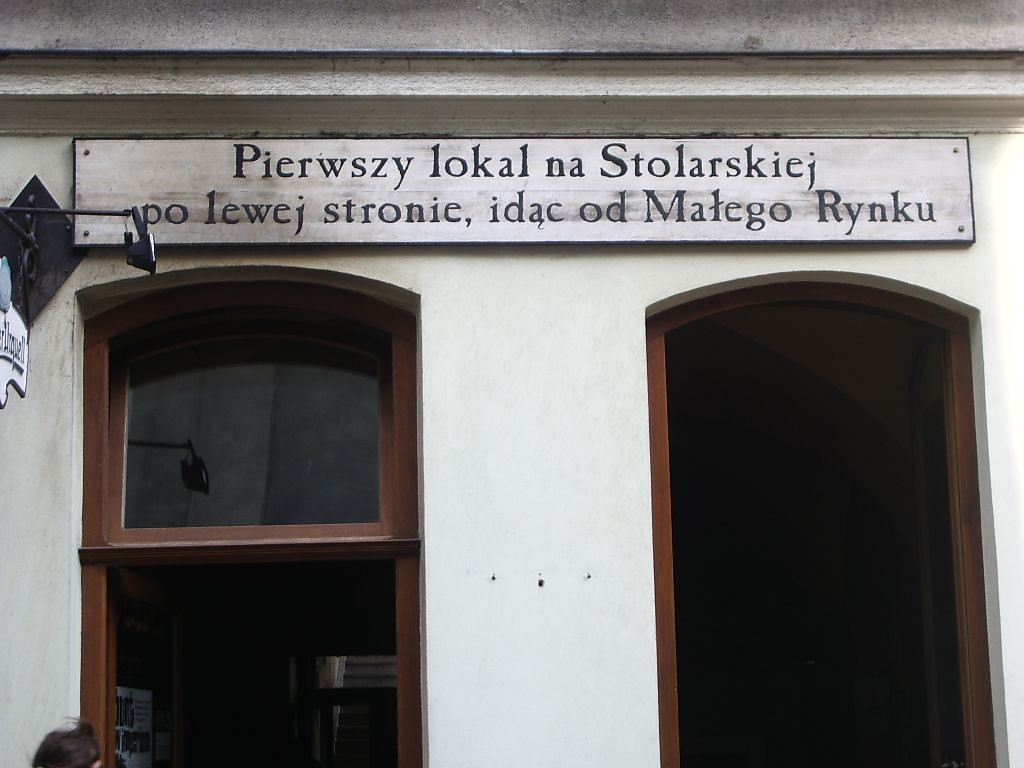 Pierwszy lokal na Stolarskiej
po lewej stronie, idąc od Małego Rynku